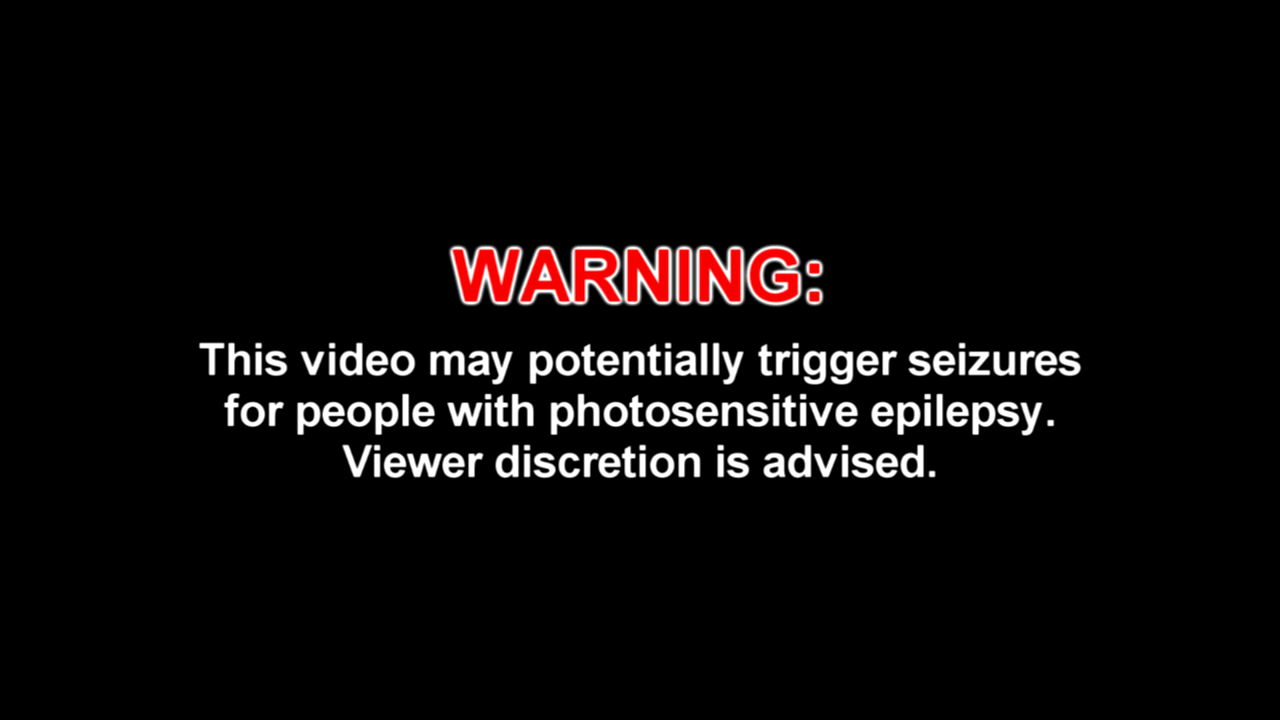 WARNING:
This video may potentially trigger seizures
for people with photosensitive epilepsy.
Viewer discretion is advised.